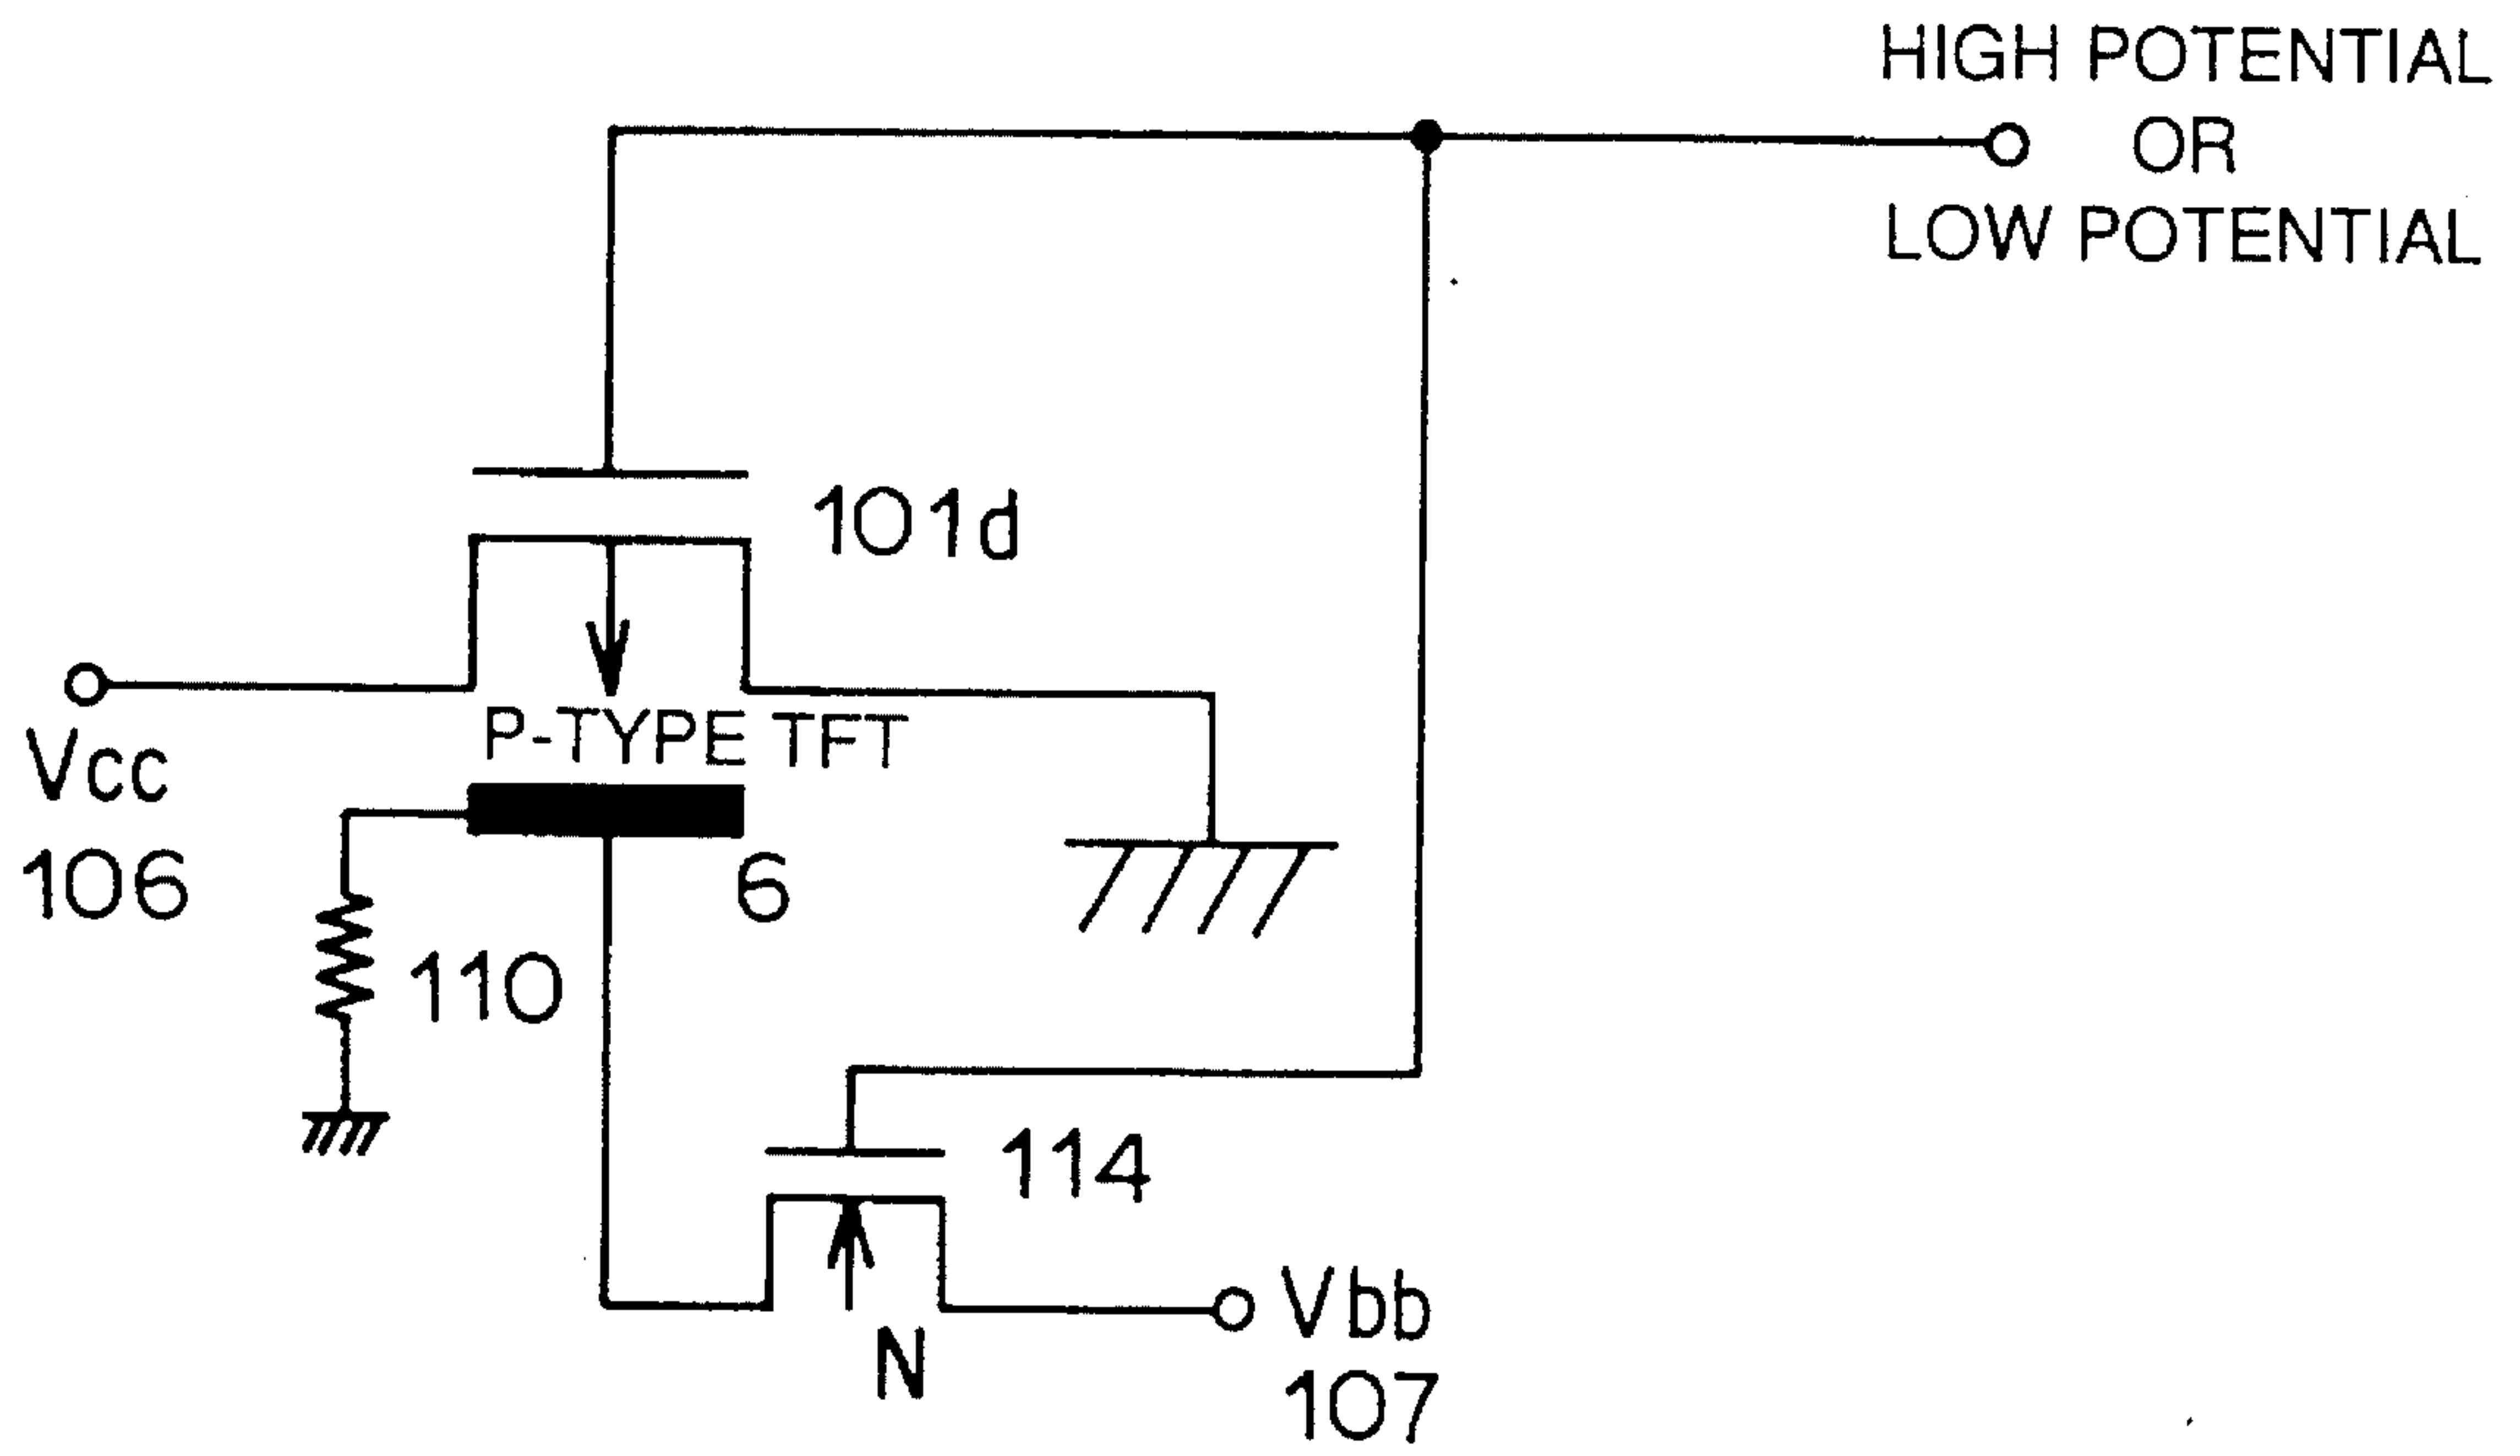 HIGH POTENTIAL
OR
LOW POTENTIAL
101d
P-TYPE TFT
Vcc
106
6
110
114
N
Vbb
107